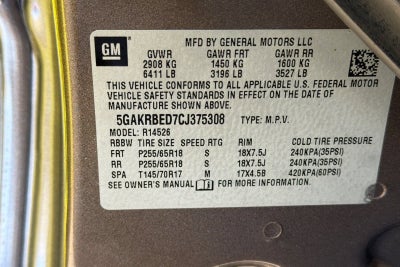 GM
MFD BY GENERAL MOTORS LLC
GVWR GAWR FRT GAWR RR
2908 KG 1450 KG 1600 KG
6411 LB 3196 LB 3527 LB
THIS VEHICLE CONFORMS TO ALL APPLICABLE U.S. FEDERAL MOTOR
VEHICLE SAFETY STANDARDS IN EFFECT ON THE DATE OF
MANUFACTURE SHOWN ABOVE.
5GAKRBED7CJ375308 TYPE: M.P.V.
MODEL: R14526
RBBW TIRE SIZE SPEED RTG RIM COLD TIRE PRESSURE
FRT P255/65R18 S 18X7.5J 240KPA(35PSI)
RR P255/65R18 S 18X7.5J 240KPA(35PSI)
SPA T145/70R17 M 17X4.5B 420KPA(60PSI)
SEE OWNER'S MANUAL FOR MORE INFORMATION.